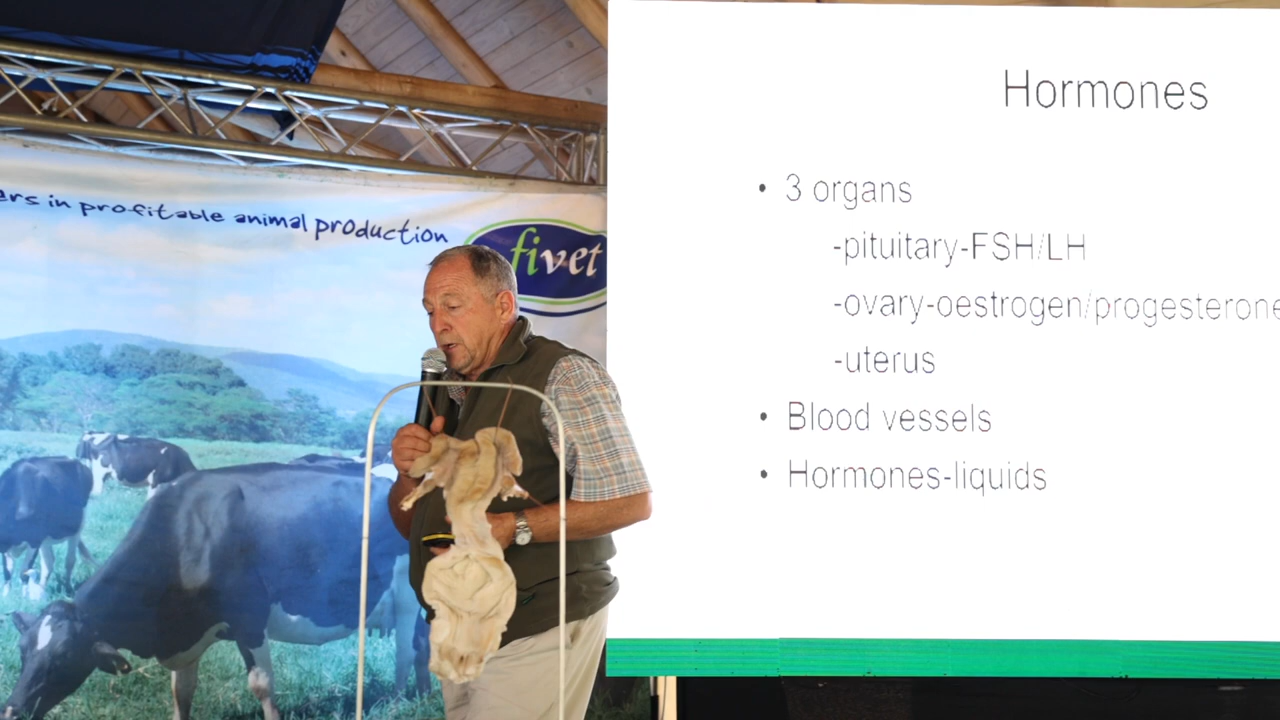 in profitable animal production
fivet
Hormones
• 3 organs
-pituitary-FSH/LH
-ovary-oestrogen/progesterone
-uterus
• Blood vessels
• Hormones-liquids